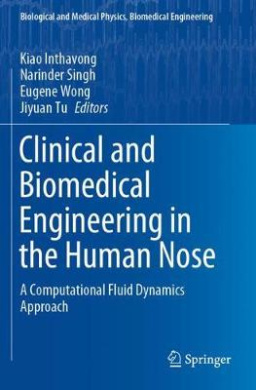 Biological and Medical Physics, Biomedical Engineering
Kiao Inthavong
Narinder Singh
Eugene Wong
Jiyuan Tu Editors
Clinical and
Biomedical
Engineering in
the Human Nose
A Computational Fluid Dynamics
Approach
Springer